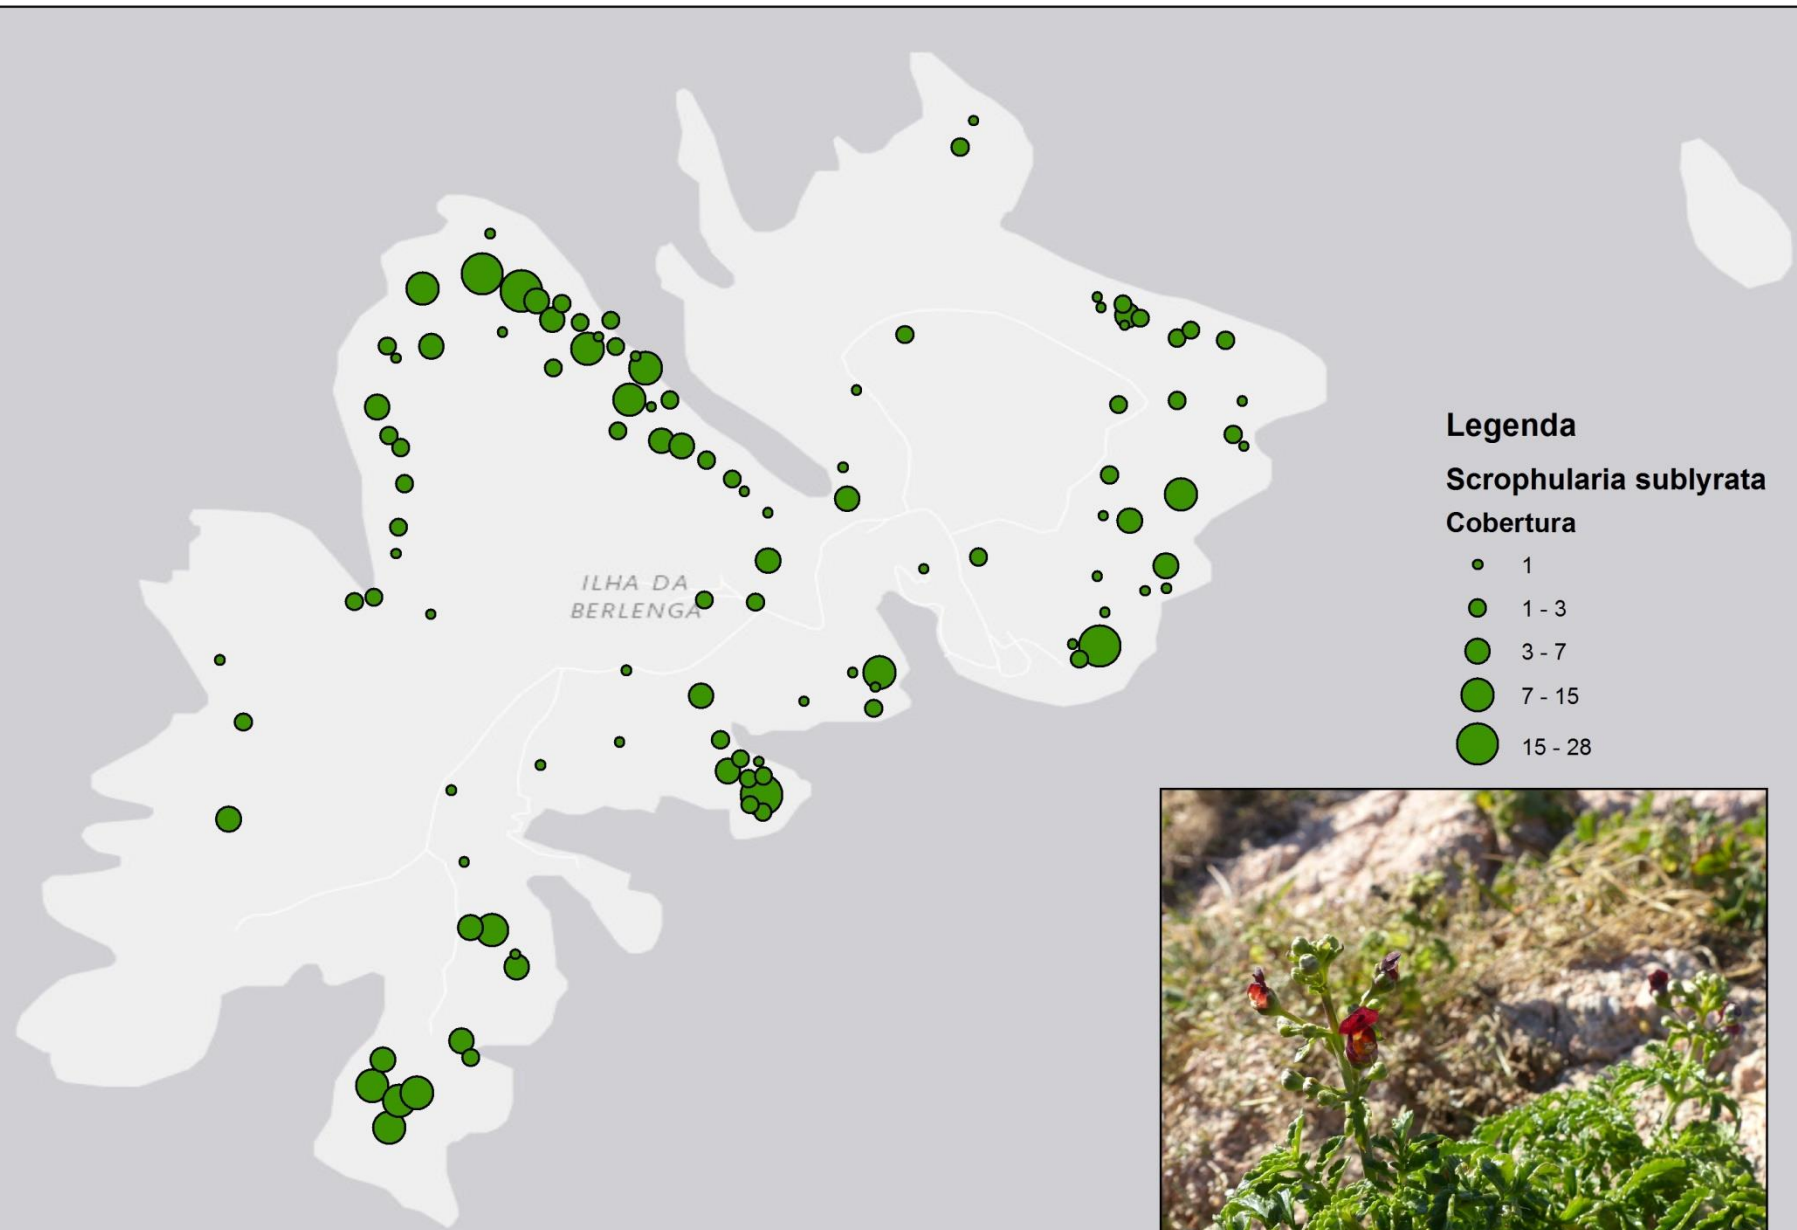 ILHA DA
BERLENGA
Legenda
Scrophularia sublyrata
Cobertura
1
1 - 3
3 - 7
7 - 15
15 - 28